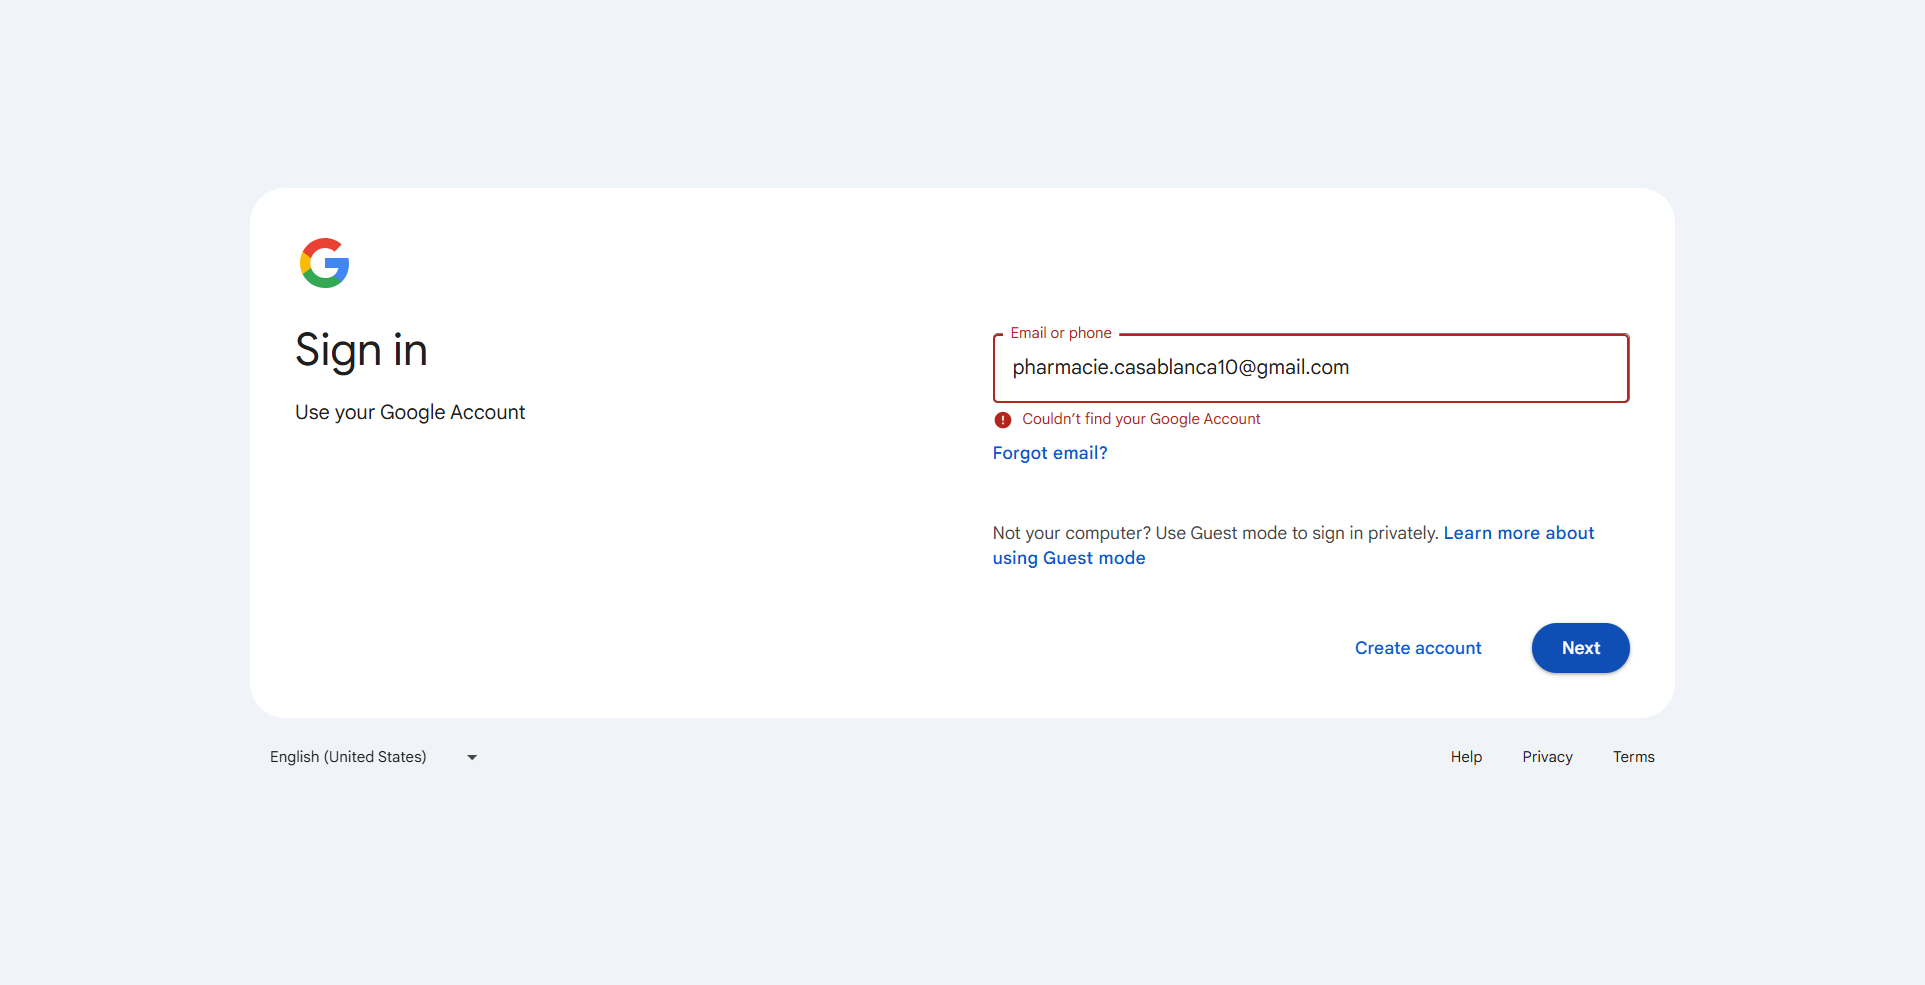 Sign in
Use your Google Account
Email or phone
pharmacie.casablanca10@gmail.com
Couldn’t find your Google Account
Forgot email?
Not your computer? Use Guest mode to sign in privately. Learn more about
using Guest mode
Create account
Next
English (United States)
Help
Privacy
Terms